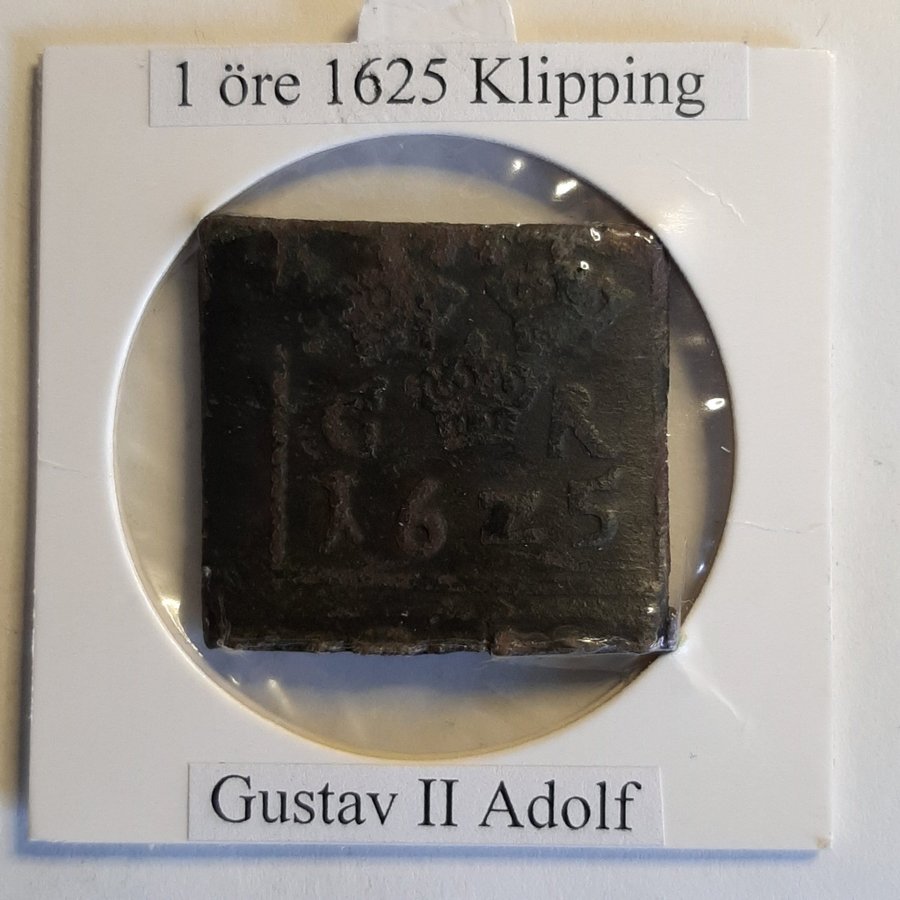 1 öre 1625 Klipping
G R
1625
Gustav II Adolf